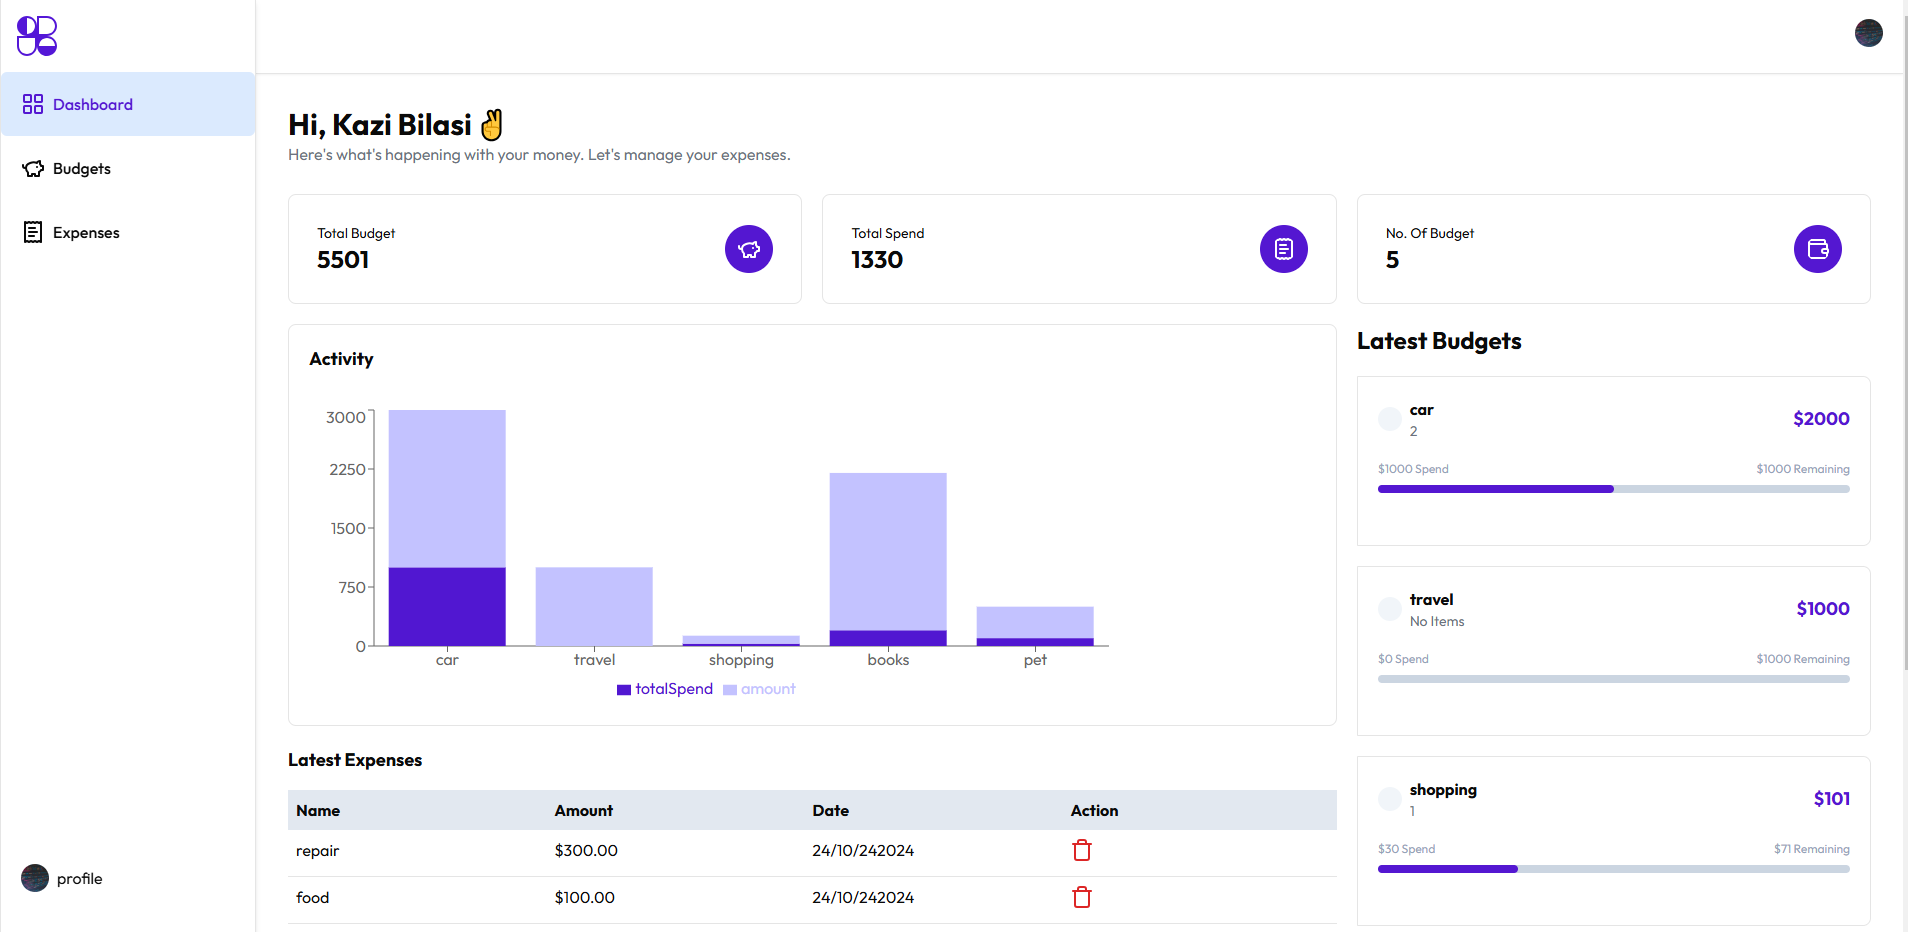 Dashboard
Budgets
Expenses
profile
Hi, Kazi Bilasi ✌️
Here's what's happening with your money. Let's manage your expenses.
Total Budget
5501
Total Spend
1330
No. Of Budget
5
Activity
3000
2250
1500
750
0
car travel shopping books pet
totalSpend amount
Latest Expenses
Name Amount Date Action
repair $300.00 24/10/242024
food $100.00 24/10/242024
Latest Budgets
car
2
$2000
$1000 Spend $1000 Remaining
travel
No Items
$1000
$0 Spend $1000 Remaining
shopping
1
$101
$30 Spend $71 Remaining